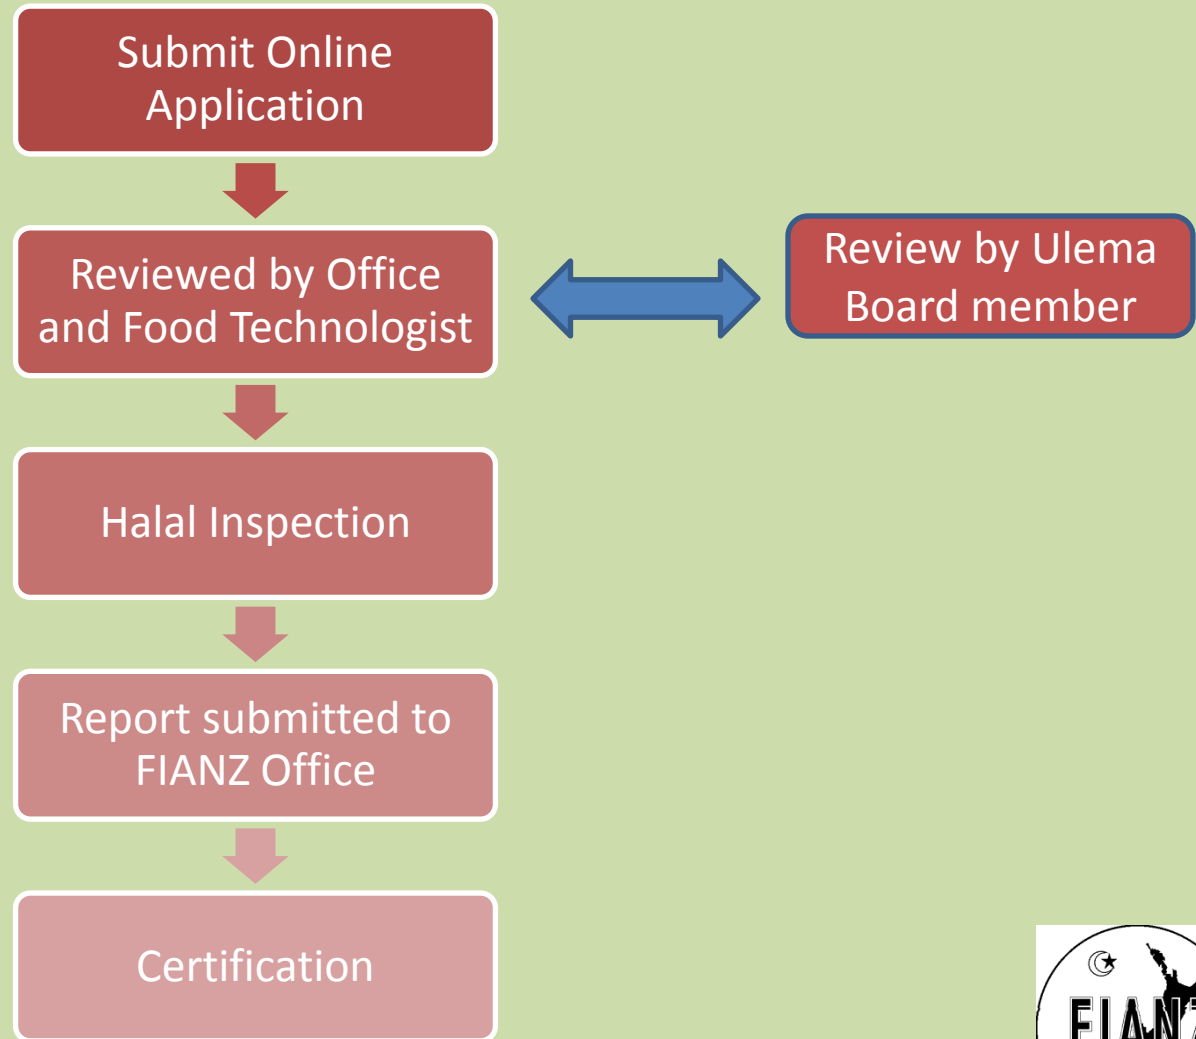 Submit Online
Application
Reviewed by Office
and Food Technologist
Review by Ulema
Board member
Halal Inspection
Report submitted to
FIANZ Office
Certification
FIANZ